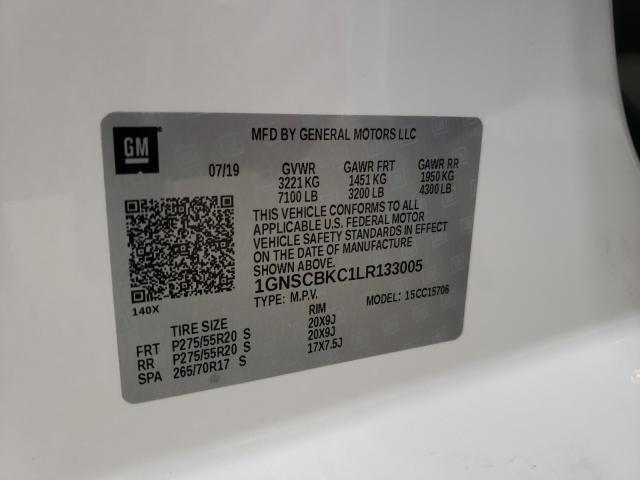 GM
MFD BY GENERAL MOTORS LLC
07/19 GVWR GAWR FRT GAWR RR
3221 KG 1451 KG 1950 KG
7100 LB 3200 LB 4300 LB
THIS VEHICLE CONFORMS TO ALL
APPLICABLE U.S. FEDERAL MOTOR
VEHICLE SAFETY STANDARDS IN EFFECT
ON THE DATE OF MANUFACTURE
SHOWN ABOVE.
1GNSCBKC1LR133005
140X TYPE: M.P.V. MODEL: 15CC15706
TIRE SIZE RIM
FRT P275/55R20 S 20X9J
RR P275/55R20 S 20X9J
SPA 265/70R17 S 17X7.5J